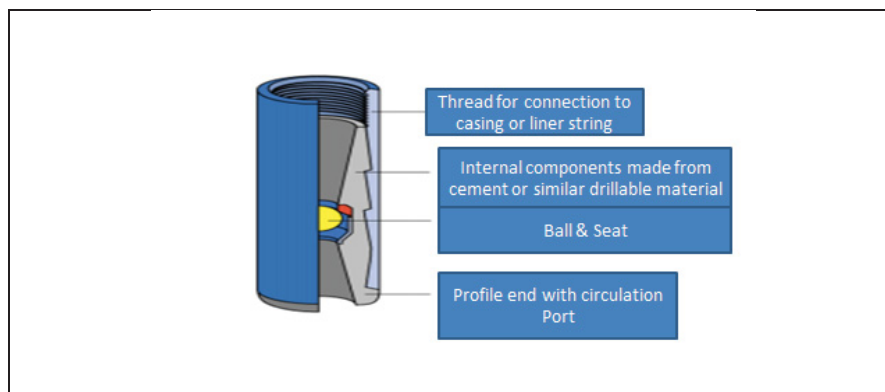 Thread for connection to
casing or liner string
Internal components made from
cement or similar drillable material
Ball & Seat
Profile end with circulation
Port